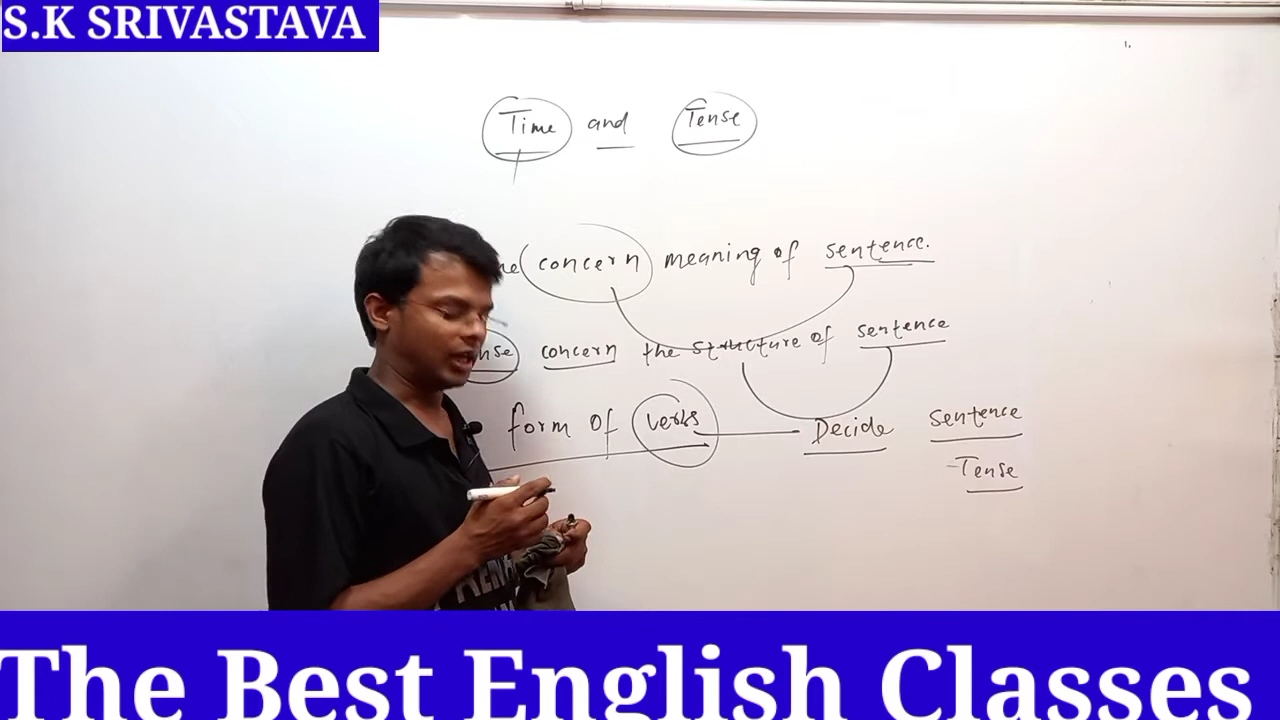 S.K SRIVASTAVA
Time and Tense
concern meaning of sentence.
concern the structure of sentence
form of verbs Decide sentence
Tense
The Best English Classes